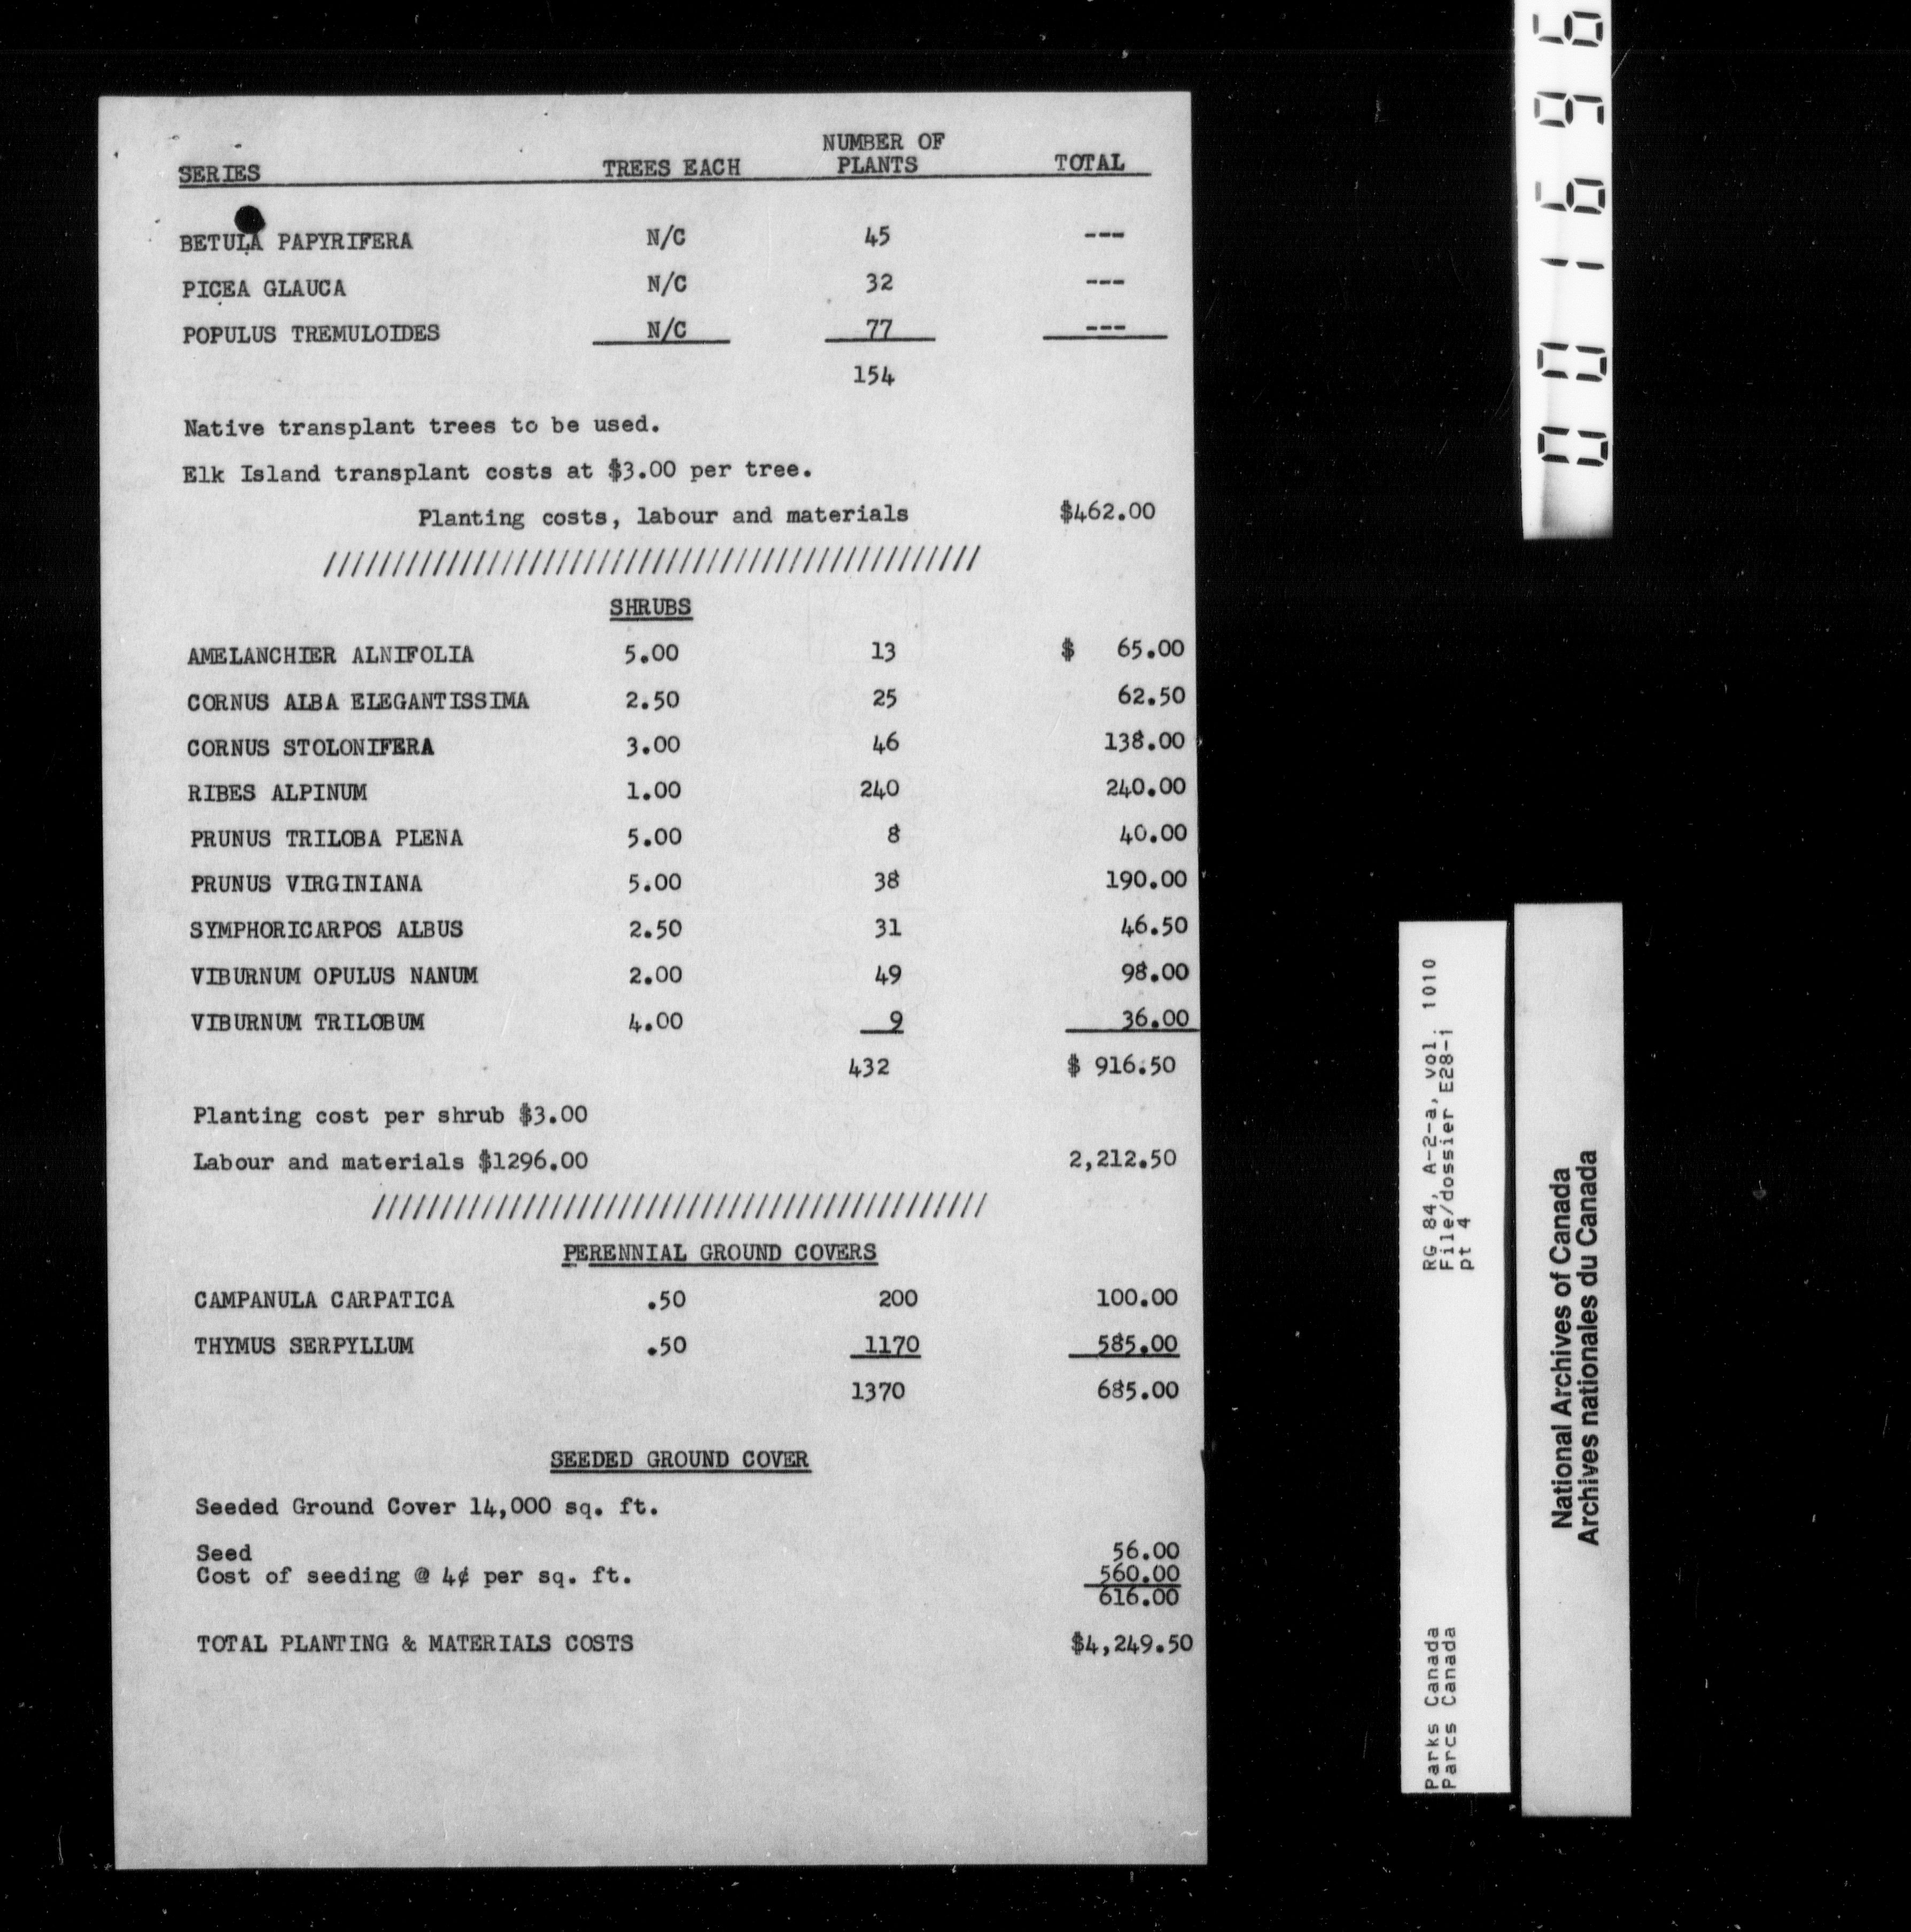 SERIES TREES EACH NUMBER OF PLANTS TOTAL
BETULA PAPYRIFERA N/C 45 ---
PICEA GLAUCA N/C 32 ---
POPULUS TREMULOIDES N/C 77 ---
154
Native transplant trees to be used.
Elk Island transplant costs at $3.00 per tree.
Planting costs, labour and materials $462.00
////////////////////////////////////////////////
SHRUBS
AMELANCHIER ALNIFOLIA 5.00 13 $ 65.00
CORNUS ALBA ELEGANTISSIMA 2.50 25 62.50
CORNUS STOLONIFERA 3.00 46 138.00
RIBES ALPINUM 1.00 240 240.00
PRUNUS TRILOBA PLENA 5.00 8 40.00
PRUNUS VIRGINIANA 5.00 38 190.00
SYMPHORICARPOS ALBUS 2.50 31 46.50
VIBURNUM OPULUS NANUM 2.00 49 98.00
VIBURNUM TRILOBUM 4.00 9 36.00
432 $ 916.50
Planting cost per shrub $3.00
Labour and materials $1296.00 2,212.50
/////////////////////////////////////////////
PERENNIAL GROUND COVERS
CAMPANULA CARPATICA .50 200 100.00
THYMUS SERPYLLUM .50 1170 585.00
1370 685.00
SEEDED GROUND COVER
Seeded Ground Cover 14,000 sq. ft.
Seed 56.00
Cost of seeding @ 4¢ per sq. ft. 560.00
616.00
TOTAL PLANTING & MATERIALS COSTS $4,249.50
001696
Parks Canada RG 84, A-2-a, vol. 1010
Parcs Canada File/dossier E28-1
pt 4
National Archives of Canada
Archives nationales du Canada